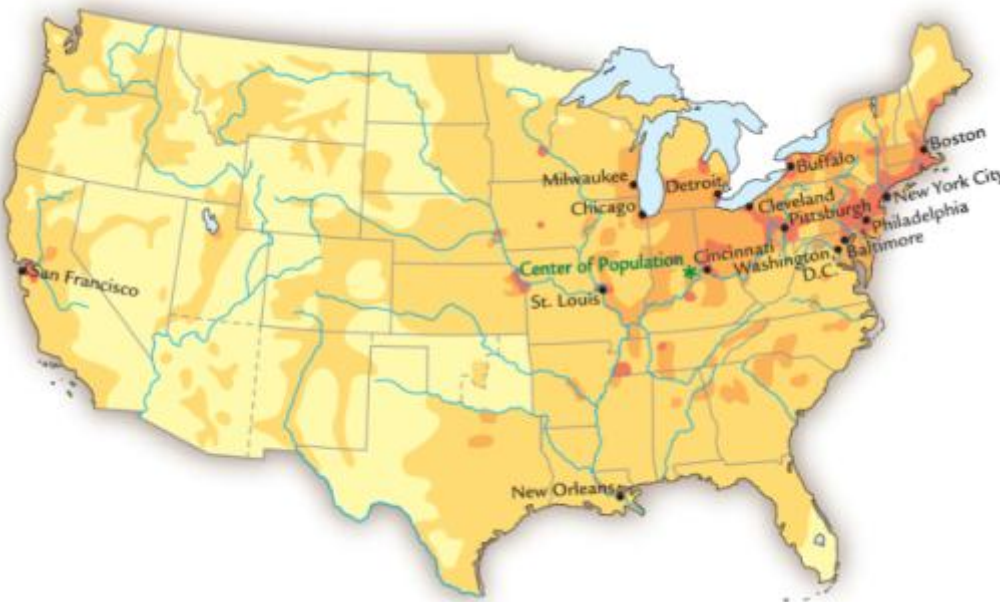 Boston
Buffalo
Milwaukee
Detroit
New York City
Cleveland
Chicago
Pittsburgh
Philadelphia
Cincinnati
Baltimore
Center of Population
Washington,
D.C.
San Francisco
St. Louis
New Orleans